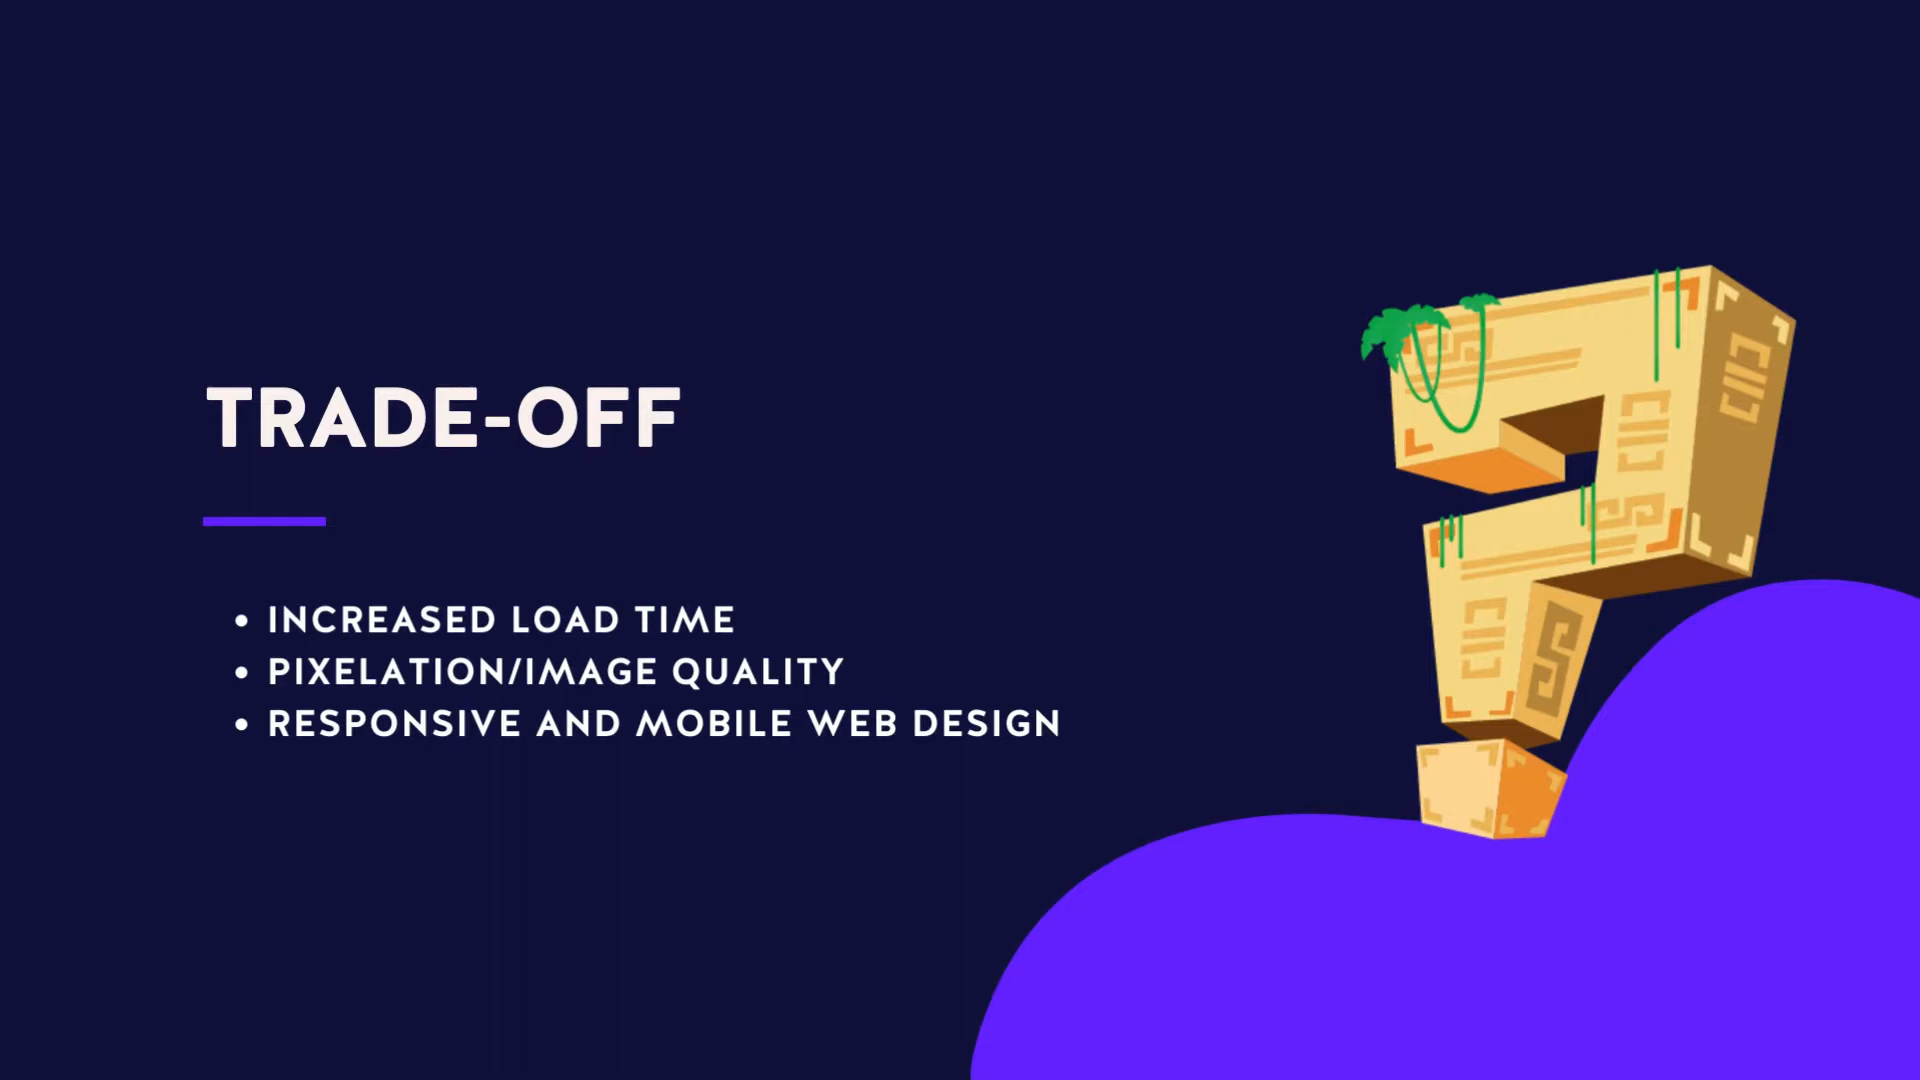 TRADE-OFF
• INCREASED LOAD TIME
• PIXELATION/IMAGE QUALITY
• RESPONSIVE AND MOBILE WEB DESIGN